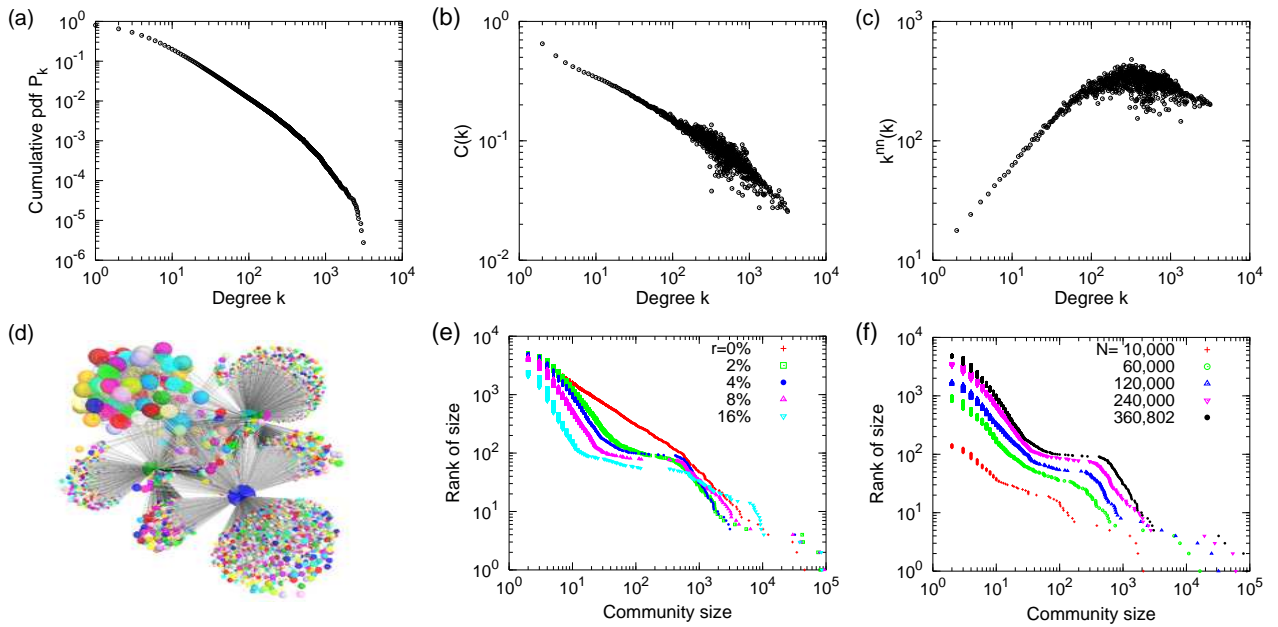 (a)
Cumulative pdf P_k
10^0
10^-1
10^-2
10^-3
10^-4
10^-5
10^-6
10^0 10^1 10^2 10^3 10^4
Degree k
(b)
C(k)
10^0
10^-1
10^-2
10^0 10^1 10^2 10^3 10^4
Degree k
(c)
k^nn(k)
10^3
10^2
10^1
10^0 10^1 10^2 10^3 10^4
Degree k
(d)
(e)
Rank of size
10^4
10^3
10^2
10^1
10^0
r=0%
2%
4%
8%
16%
10^0 10^1 10^2 10^3 10^4 10^5
Community size
(f)
Rank of size
10^4
10^3
10^2
10^1
10^0
N= 10,000
60,000
120,000
240,000
360,802
10^0 10^1 10^2 10^3 10^4 10^5
Community size